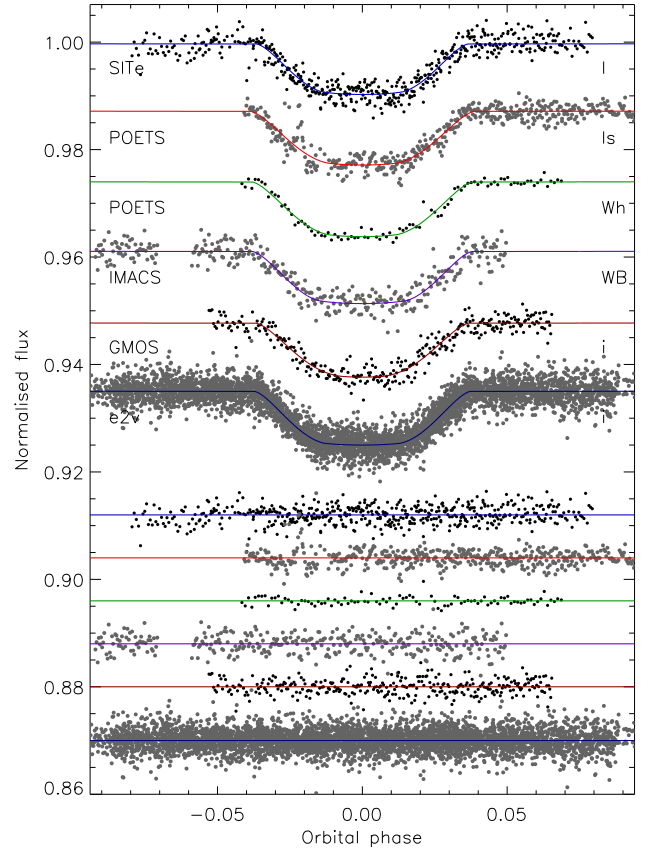 1.00
SITe I
0.98
POETS Is
POETS Wh
0.96
IMACS WB
0.94
GMOS i
e2v i
0.92
0.90
0.88
0.86
Normalised flux
−0.05 0.00 0.05
Orbital phase